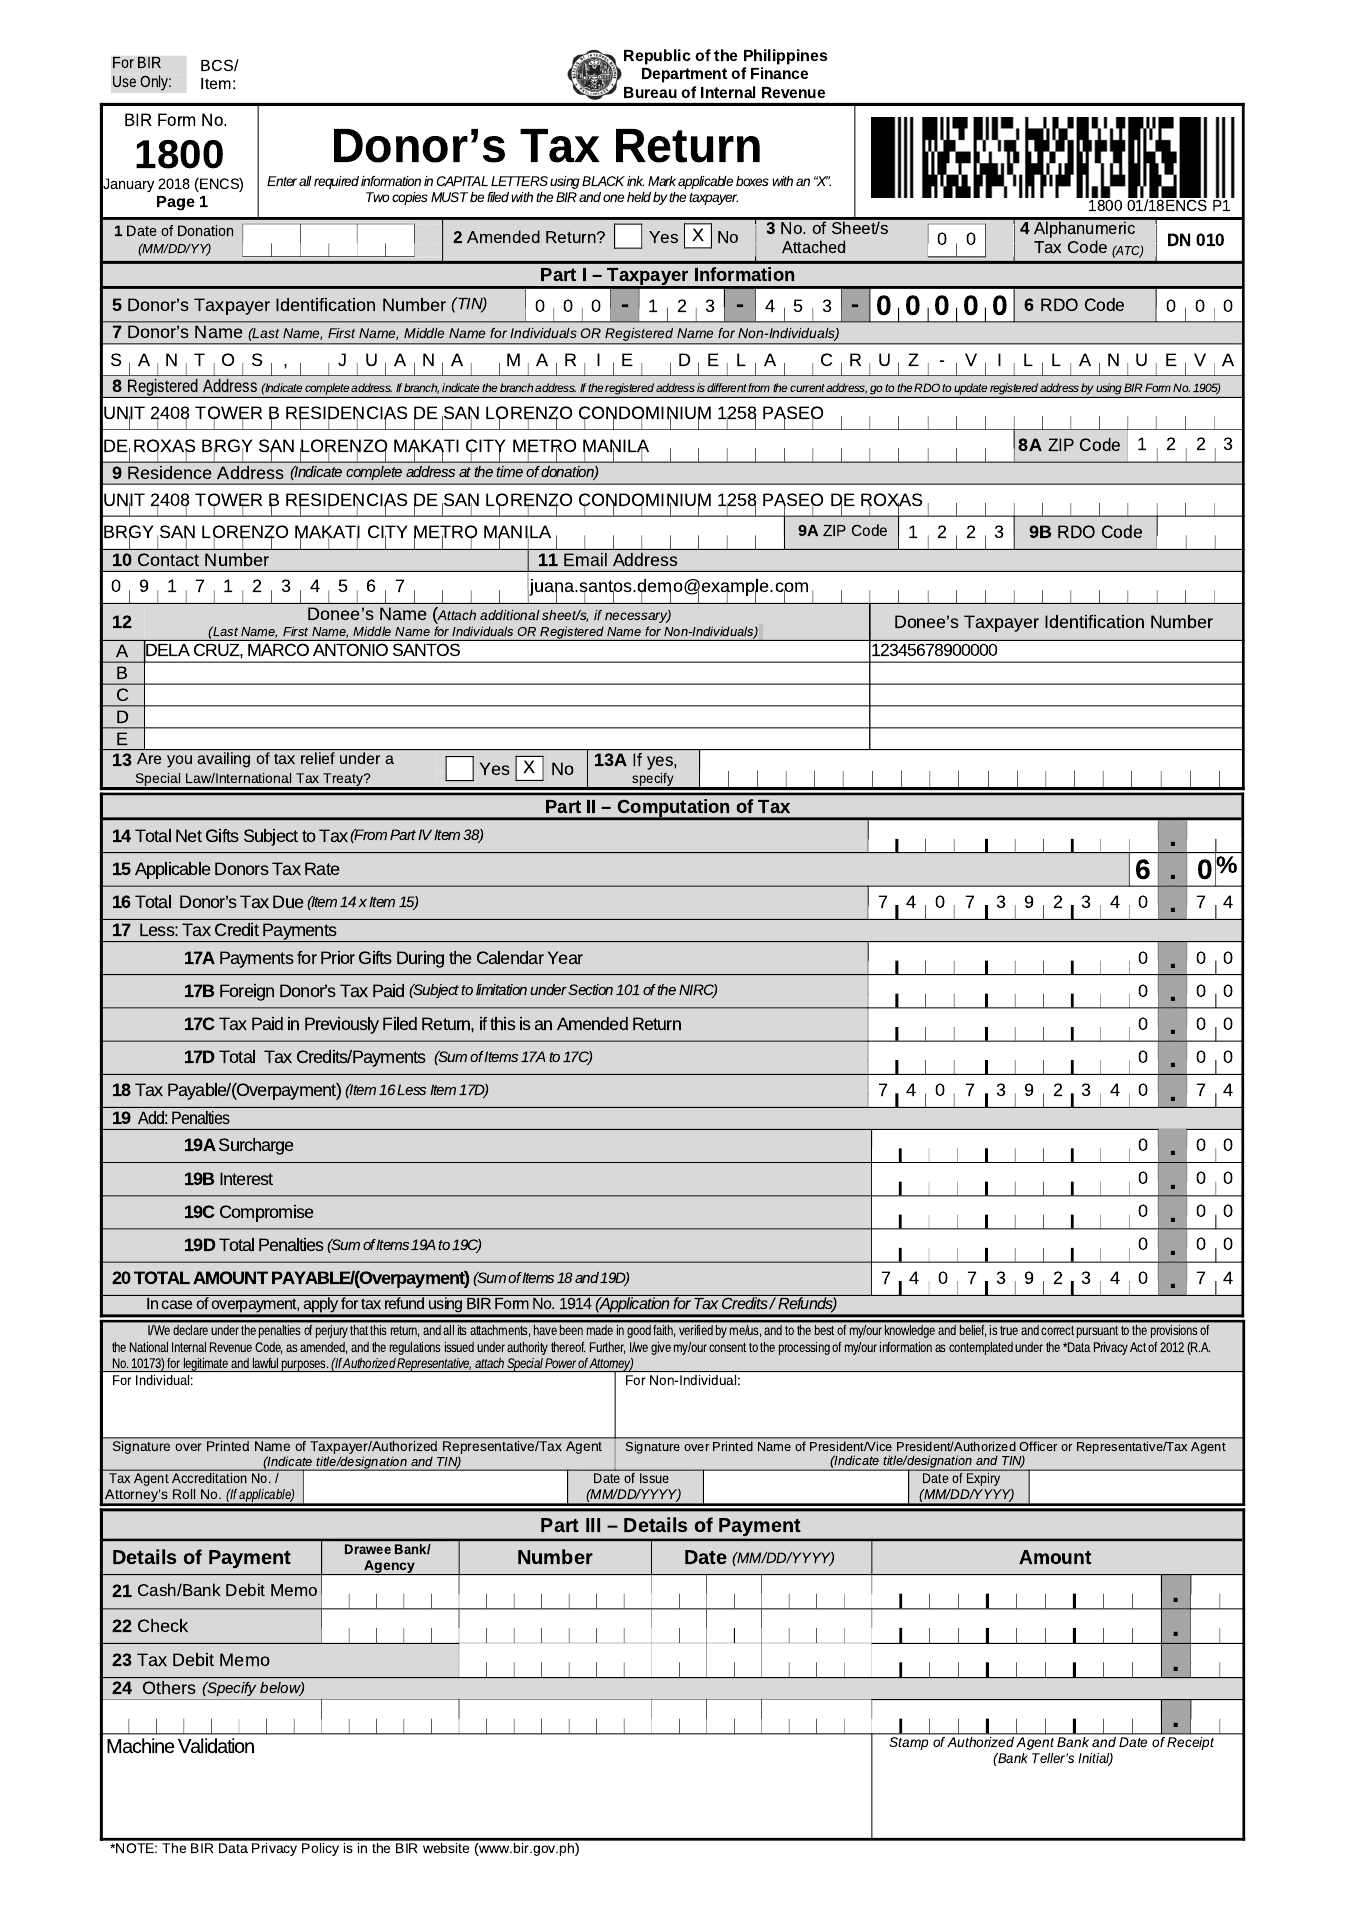 For BIR
Use Only:
BCS/
Item:
Republic of the Philippines
Department of Finance
Bureau of Internal Revenue
BIR Form No.
1800
January 2018 (ENCS)
Page 1
Donor’s Tax Return
Enter all required information in CAPITAL LETTERS using BLACK ink. Mark applicable boxes with an “X”.
Two copies MUST be filed with the BIR and one held by the taxpayer.
1800 01/18ENCS P1
1 Date of Donation
(MM/DD/YY)
2 Amended Return? Yes X No
3 No. of Sheet/s
Attached
0 0
4 Alphanumeric
Tax Code (ATC)
DN 010
Part I – Taxpayer Information
5 Donor’s Taxpayer Identification Number (TIN) 0 0 0 - 1 2 3 - 4 5 3 - 0 0 0 0 0 6 RDO Code 0 0 0
7 Donor’s Name (Last Name, First Name, Middle Name for Individuals OR Registered Name for Non-Individuals)
SANTOS, JUANA MARIE DELA CRUZ-VILLANUEVA
8 Registered Address (Indicate complete address. If branch, indicate the branch address. If the registered address is different from the current address, go to the RDO to update registered address by using BIR Form No. 1905)
UNIT 2408 TOWER B RESIDENCIAS DE SAN LORENZO CONDOMINIUM 1258 PASEO
DE ROXAS BRGY SAN LORENZO MAKATI CITY METRO MANILA 8A ZIP Code 1 2 2 3
9 Residence Address (Indicate complete address at the time of donation)
UNIT 2408 TOWER B RESIDENCIAS DE SAN LORENZO CONDOMINIUM 1258 PASEO DE ROXAS
BRGY SAN LORENZO MAKATI CITY METRO MANILA 9A ZIP Code 1 2 2 3 9B RDO Code
10 Contact Number 11 Email Address
0 9 1 7 1 2 3 4 5 6 7 juana.santos.demo@example.com
12 Donee’s Name (Attach additional sheet/s, if necessary)
(Last Name, First Name, Middle Name for Individuals OR Registered Name for Non-Individuals)
Donee’s Taxpayer Identification Number
A DELA CRUZ, MARCO ANTONIO SANTOS 12345678900000
B
C
D
E
13 Are you availing of tax relief under a
Special Law/International Tax Treaty?
Yes X No
13A If yes,
specify
Part II – Computation of Tax
14 Total Net Gifts Subject to Tax (From Part IV Item 38) .
15 Applicable Donors Tax Rate 6 . 0%
16 Total Donor’s Tax Due (Item 14 x Item 15) 7 4 0 7 3 9 2 3 4 0 . 7 4
17 Less: Tax Credit Payments
17A Payments for Prior Gifts During the Calendar Year 0 . 0 0
17B Foreign Donor’s Tax Paid (Subject to limitation under Section 101 of the NIRC) 0 . 0 0
17C Tax Paid in Previously Filed Return, if this is an Amended Return 0 . 0 0
17D Total Tax Credits/Payments (Sum of Items 17A to 17C) 0 . 0 0
18 Tax Payable/(Overpayment) (Item 16 Less Item 17D) 7 4 0 7 3 9 2 3 4 0 . 7 4
19 Add: Penalties
19A Surcharge 0 . 0 0
19B Interest 0 . 0 0
19C Compromise 0 . 0 0
19D Total Penalties (Sum of Items 19A to 19C) 0 . 0 0
20 TOTAL AMOUNT PAYABLE/(Overpayment) (Sum of Items 18 and 19D) 7 4 0 7 3 9 2 3 4 0 . 7 4
In case of overpayment, apply for tax refund using BIR Form No. 1914 (Application for Tax Credits / Refunds)
I/We declare under the penalties of perjury that this return, and all its attachments, have been made in good faith, verified by me/us, and to the best of my/our knowledge and belief, is true and correct pursuant to the provisions of
the National Internal Revenue Code, as amended, and the regulations issued under authority thereof. Further, I/we give my/our consent to the processing of my/our information as contemplated under the *Data Privacy Act of 2012 (R.A.
No. 10173) for legitimate and lawful purposes. (If Authorized Representative, attach Special Power of Attorney)
For Individual: For Non-Individual:
Signature over Printed Name of Taxpayer/Authorized Representative/Tax Agent
(Indicate title/designation and TIN)
Signature over Printed Name of President/Vice President/Authorized Officer or Representative/Tax Agent
(Indicate title/designation and TIN)
Tax Agent Accreditation No. /
Attorney’s Roll No. (If applicable)
Date of Issue
(MM/DD/YYYY)
Date of Expiry
(MM/DD/YYYY)
Part III – Details of Payment
Details of Payment
Drawee Bank/
Agency
Number Date (MM/DD/YYYY) Amount
21 Cash/Bank Debit Memo .
22 Check .
23 Tax Debit Memo .
24 Others (Specify below)
.
Machine Validation
Stamp of Authorized Agent Bank and Date of Receipt
(Bank Teller’s Initial)
*NOTE: The BIR Data Privacy Policy is in the BIR website (www.bir.gov.ph)